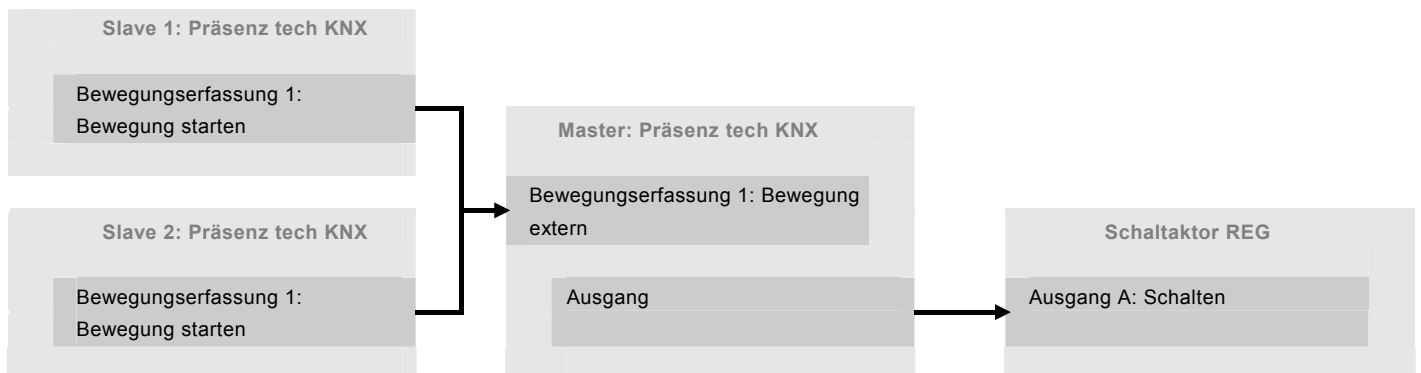 Slave 1: Präsenz tech KNX
Bewegungserfassung 1:
Bewegung starten
Slave 2: Präsenz tech KNX
Bewegungserfassung 1:
Bewegung starten
Master: Präsenz tech KNX
Bewegungserfassung 1: Bewegung
extern
Ausgang
Schaltaktor REG
Ausgang A: Schalten